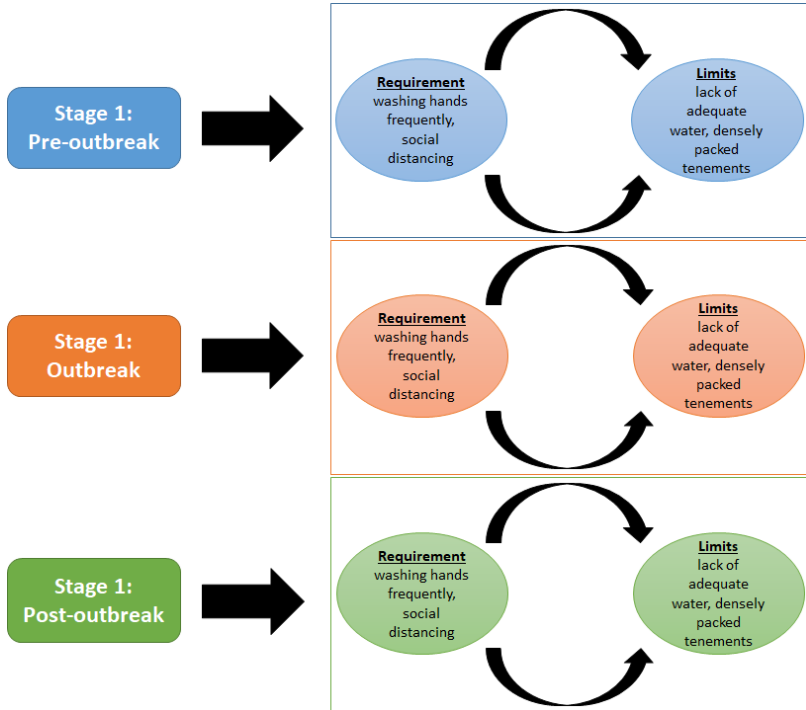 Stage 1:
Pre-outbreak
Requirement
washing hands
frequently,
social
distancing
Limits
lack of
adequate
water, densely
packed
tenements
Stage 1:
Outbreak
Requirement
washing hands
frequently,
social
distancing
Limits
lack of
adequate
water, densely
packed
tenements
Stage 1:
Post-outbreak
Requirement
washing hands
frequently,
social
distancing
Limits
lack of
adequate
water, densely
packed
tenements